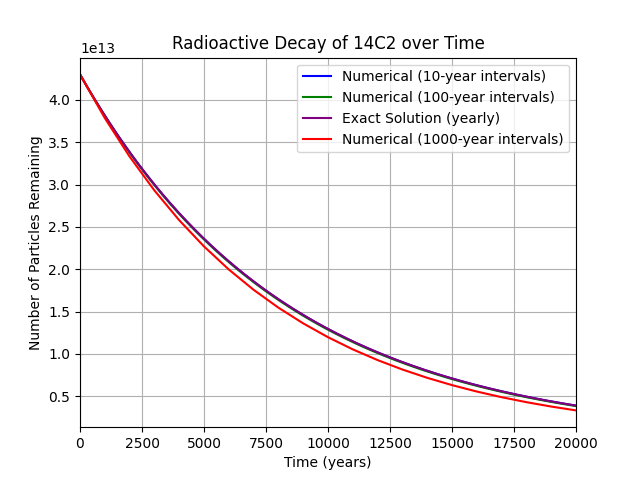 Radioactive Decay of 14C2 over Time
1e13
Numerical (10-year intervals)
Numerical (100-year intervals)
Exact Solution (yearly)
Numerical (1000-year intervals)
Number of Particles Remaining
4.0
3.5
3.0
2.5
2.0
1.5
1.0
0.5
0 2500 5000 7500 10000 12500 15000 17500 20000
Time (years)